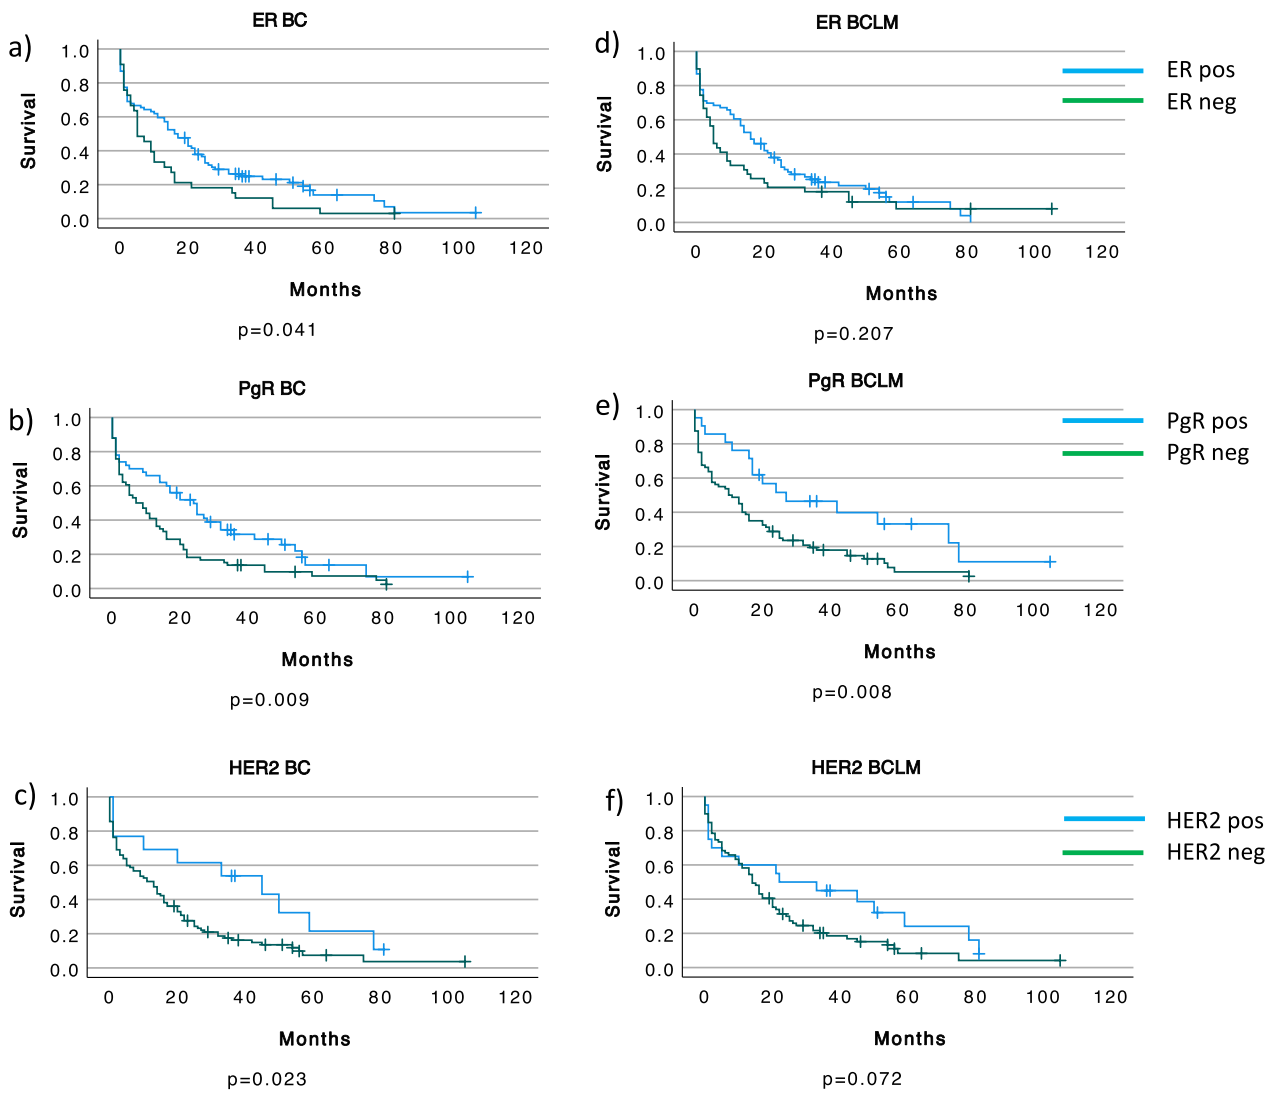 a)
ER BC
1.0
0.8
0.6
0.4
0.2
0.0
Survival
0 20 40 60 80 100 120
Months
p=0.041
d)
ER BCLM
1.0
0.8
0.6
0.4
0.2
0.0
Survival
0 20 40 60 80 100 120
Months
p=0.207
ER pos
ER neg
b)
PgR BC
1.0
0.8
0.6
0.4
0.2
0.0
Survival
0 20 40 60 80 100 120
Months
p=0.009
e)
PgR BCLM
1.0
0.8
0.6
0.4
0.2
0.0
Survival
0 20 40 60 80 100 120
Months
p=0.008
PgR pos
PgR neg
c)
HER2 BC
1.0
0.8
0.6
0.4
0.2
0.0
Survival
0 20 40 60 80 100 120
Months
p=0.023
f)
HER2 BCLM
1.0
0.8
0.6
0.4
0.2
0.0
Survival
0 20 40 60 80 100 120
Months
p=0.072
HER2 pos
HER2 neg